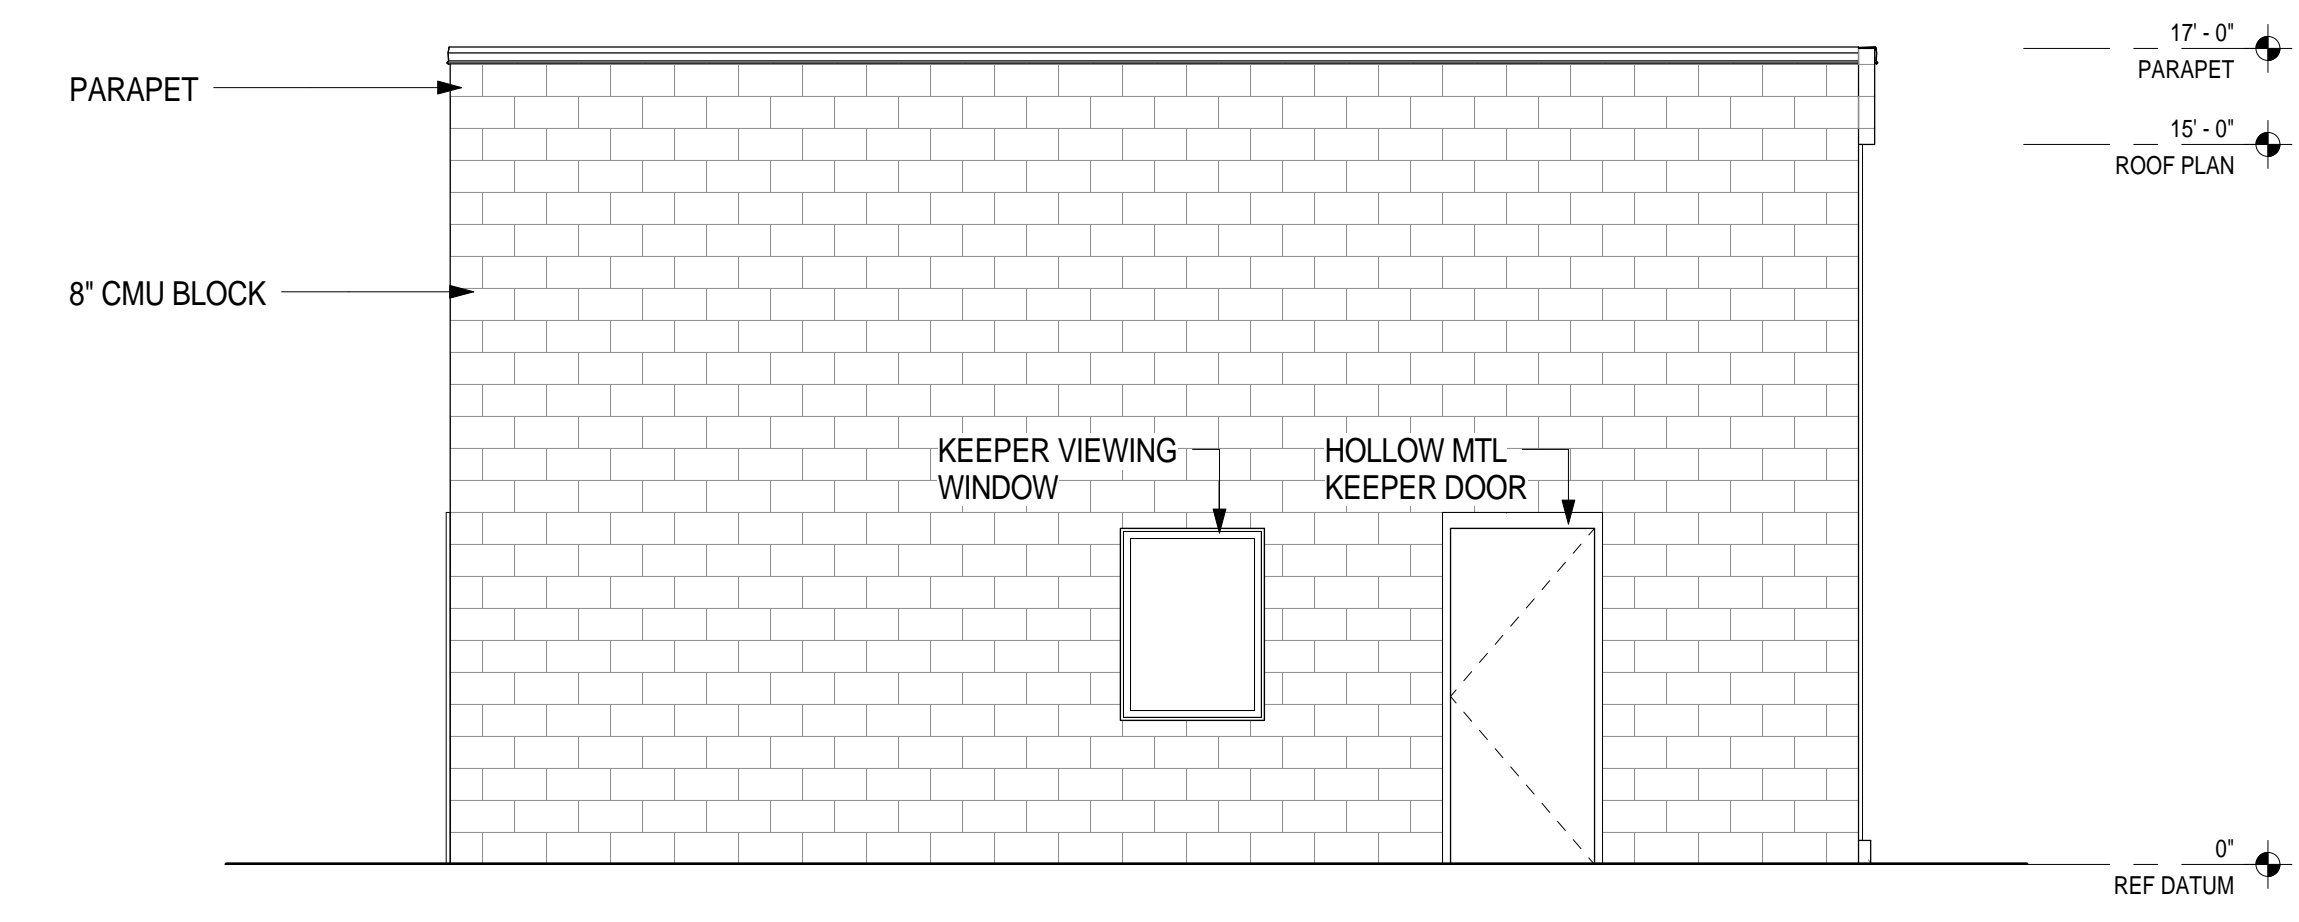 17' - 0"
PARAPET
PARAPET
15' - 0"
ROOF PLAN
8" CMU BLOCK
KEEPER VIEWING
WINDOW
HOLLOW MTL
KEEPER DOOR
0"
REF DATUM